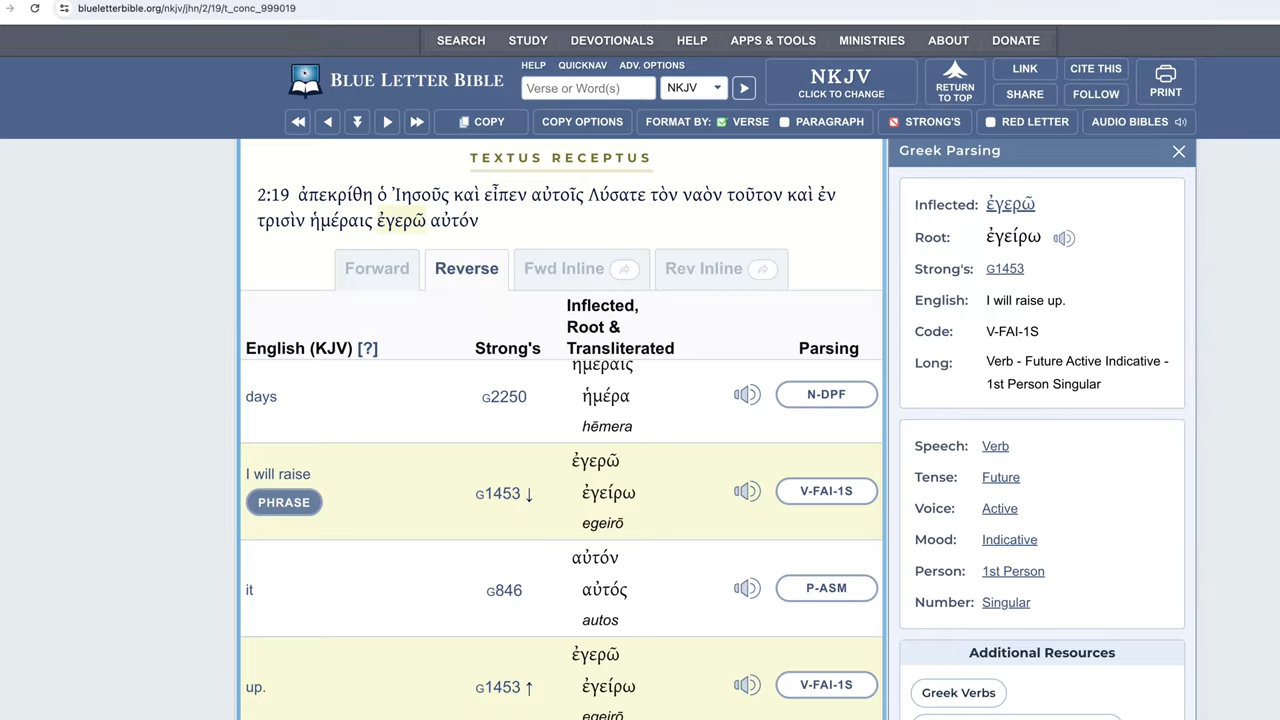 blueletterbible.org/nkjv/jhn/2/19/t_conc_999019
SEARCH STUDY DEVOTIONALS HELP APPS & TOOLS MINISTRIES ABOUT DONATE
BLUE LETTER BIBLE
HELP QUICKNAV ADV. OPTIONS
Verse or Word(s) NKJV
NKJV
CLICK TO CHANGE
RETURN
TO TOP
LINK CITE THIS
SHARE FOLLOW
PRINT
COPY COPY OPTIONS FORMAT BY: VERSE PARAGRAPH STRONG'S RED LETTER AUDIO BIBLES
TEXTUS RECEPTUS
2:19 ἀπεκρίθη ὁ Ἰησοῦς καὶ εἶπεν αὐτοῖς Λύσατε τὸν ναὸν τοῦτον καὶ ἐν
τρισὶν ἡμέραις ἐγερῶ αὐτόν
Forward Reverse Fwd Inline Rev Inline
English (KJV) [?] Strong's Inflected,
Root &
Transliterated Parsing
ἡμέραις
days G2250 ἡμέρα N-DPF
hēmera
ἐγερῶ
I will raise
PHRASE G1453 ↓ ἐγείρω V-FAI-1S
egeirō
αὐτόν
it G846 αὐτός P-ASM
autos
ἐγερῶ
up. G1453 ↑ ἐγείρω V-FAI-1S
egeirō
Greek Parsing
Inflected: ἐγερῶ
Root: ἐγείρω
Strong's: G1453
English: I will raise up.
Code: V-FAI-1S
Long: Verb - Future Active Indicative -
1st Person Singular
Speech: Verb
Tense: Future
Voice: Active
Mood: Indicative
Person: 1st Person
Number: Singular
Additional Resources
Greek Verbs